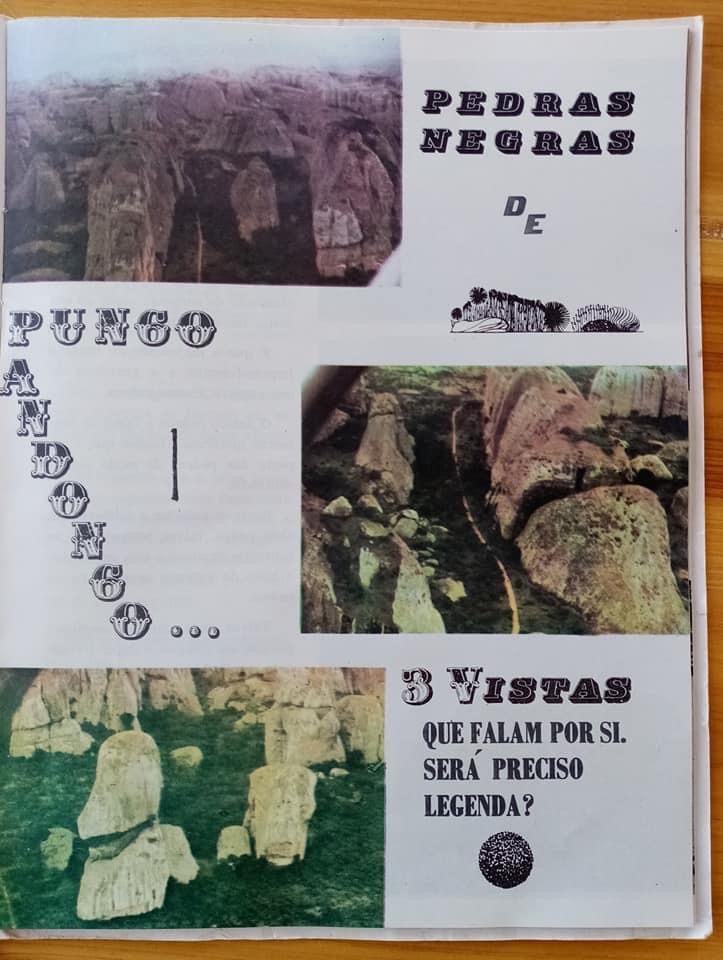 PEDRAS
NEGRAS
DE
PUNGO
ANDONGO...
3 VISTAS
QUE FALAM POR SI.
SERÁ PRECISO
LEGENDA?